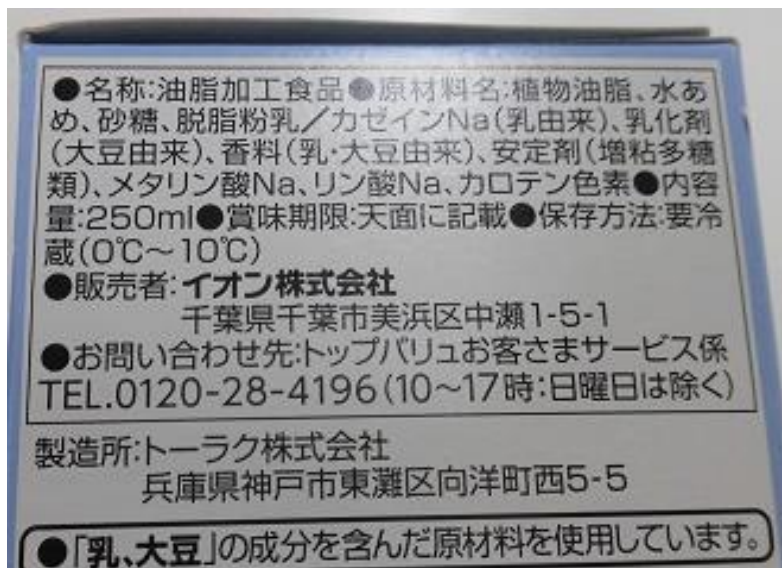 ●名称:油脂加工食品●原材料名:植物油脂、水あ
め、砂糖、脱脂粉乳／カゼインNa(乳由来)、乳化剤
(大豆由来)、香料(乳・大豆由来)、安定剤(増粘多糖
類)、メタリン酸Na、リン酸Na、カロテン色素●内容
量:250ml●賞味期限:天面に記載●保存方法:要冷
蔵(0℃～10℃)
●販売者:イオン株式会社
千葉県千葉市美浜区中瀬1-5-1
●お問い合わせ先:トップバリュお客さまサービス係
TEL.0120-28-4196(10～17時:日曜日は除く)
製造所:トーラク株式会社
兵庫県神戸市東灘区向洋町西5-5
●「乳、大豆」の成分を含んだ原材料を使用しています。